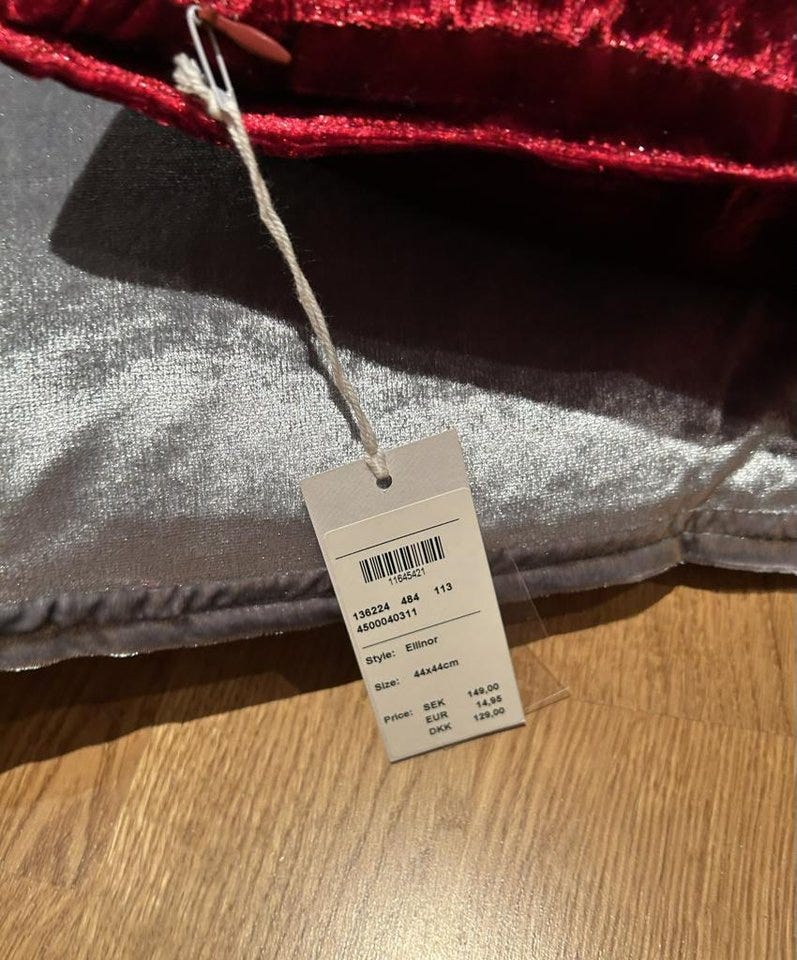 11645421
136224 484 113
4500040311
Style: Ellinor
Size: 44x44cm
Price: SEK 149,00
EUR 14,95
DKK 129,00